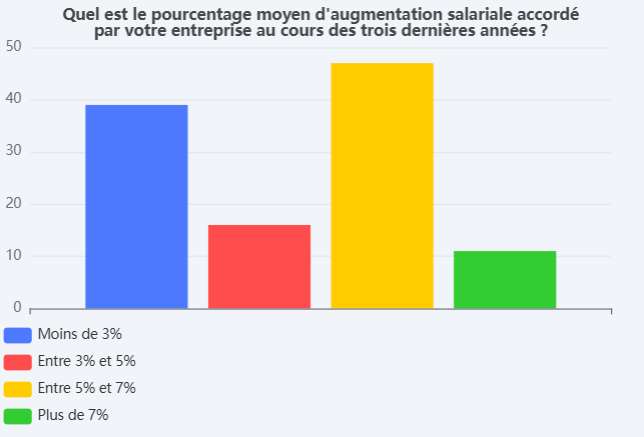 Quel est le pourcentage moyen d'augmentation salariale accordé
par votre entreprise au cours des trois dernières années ?
50
40
30
20
10
0
Moins de 3%
Entre 3% et 5%
Entre 5% et 7%
Plus de 7%